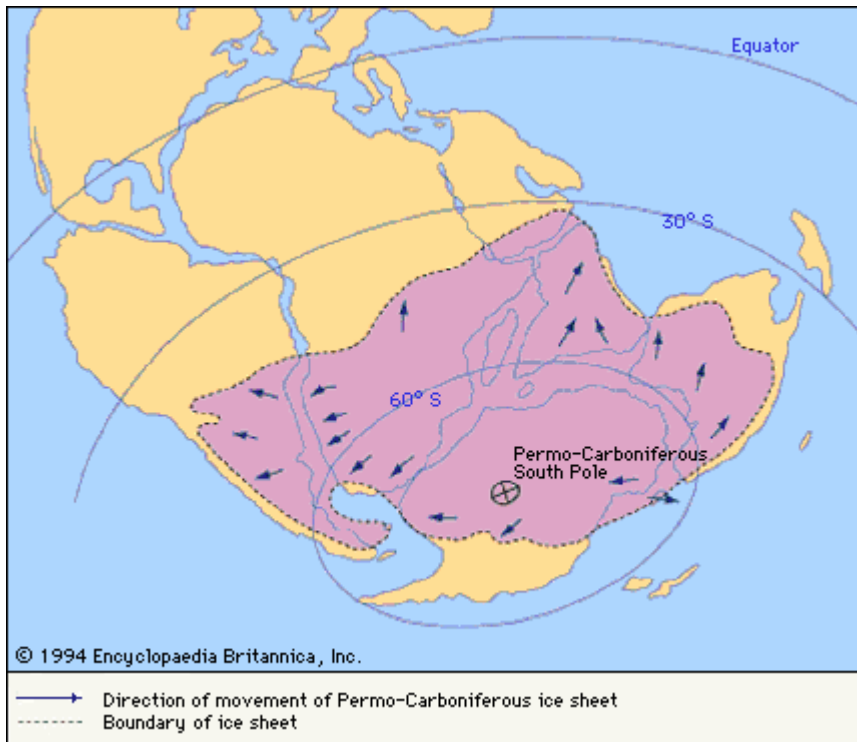 Equator
30° S
60° S
Permo-Carboniferous
South Pole
© 1994 Encyclopaedia Britannica, Inc.
Direction of movement of Permo-Carboniferous ice sheet
Boundary of ice sheet